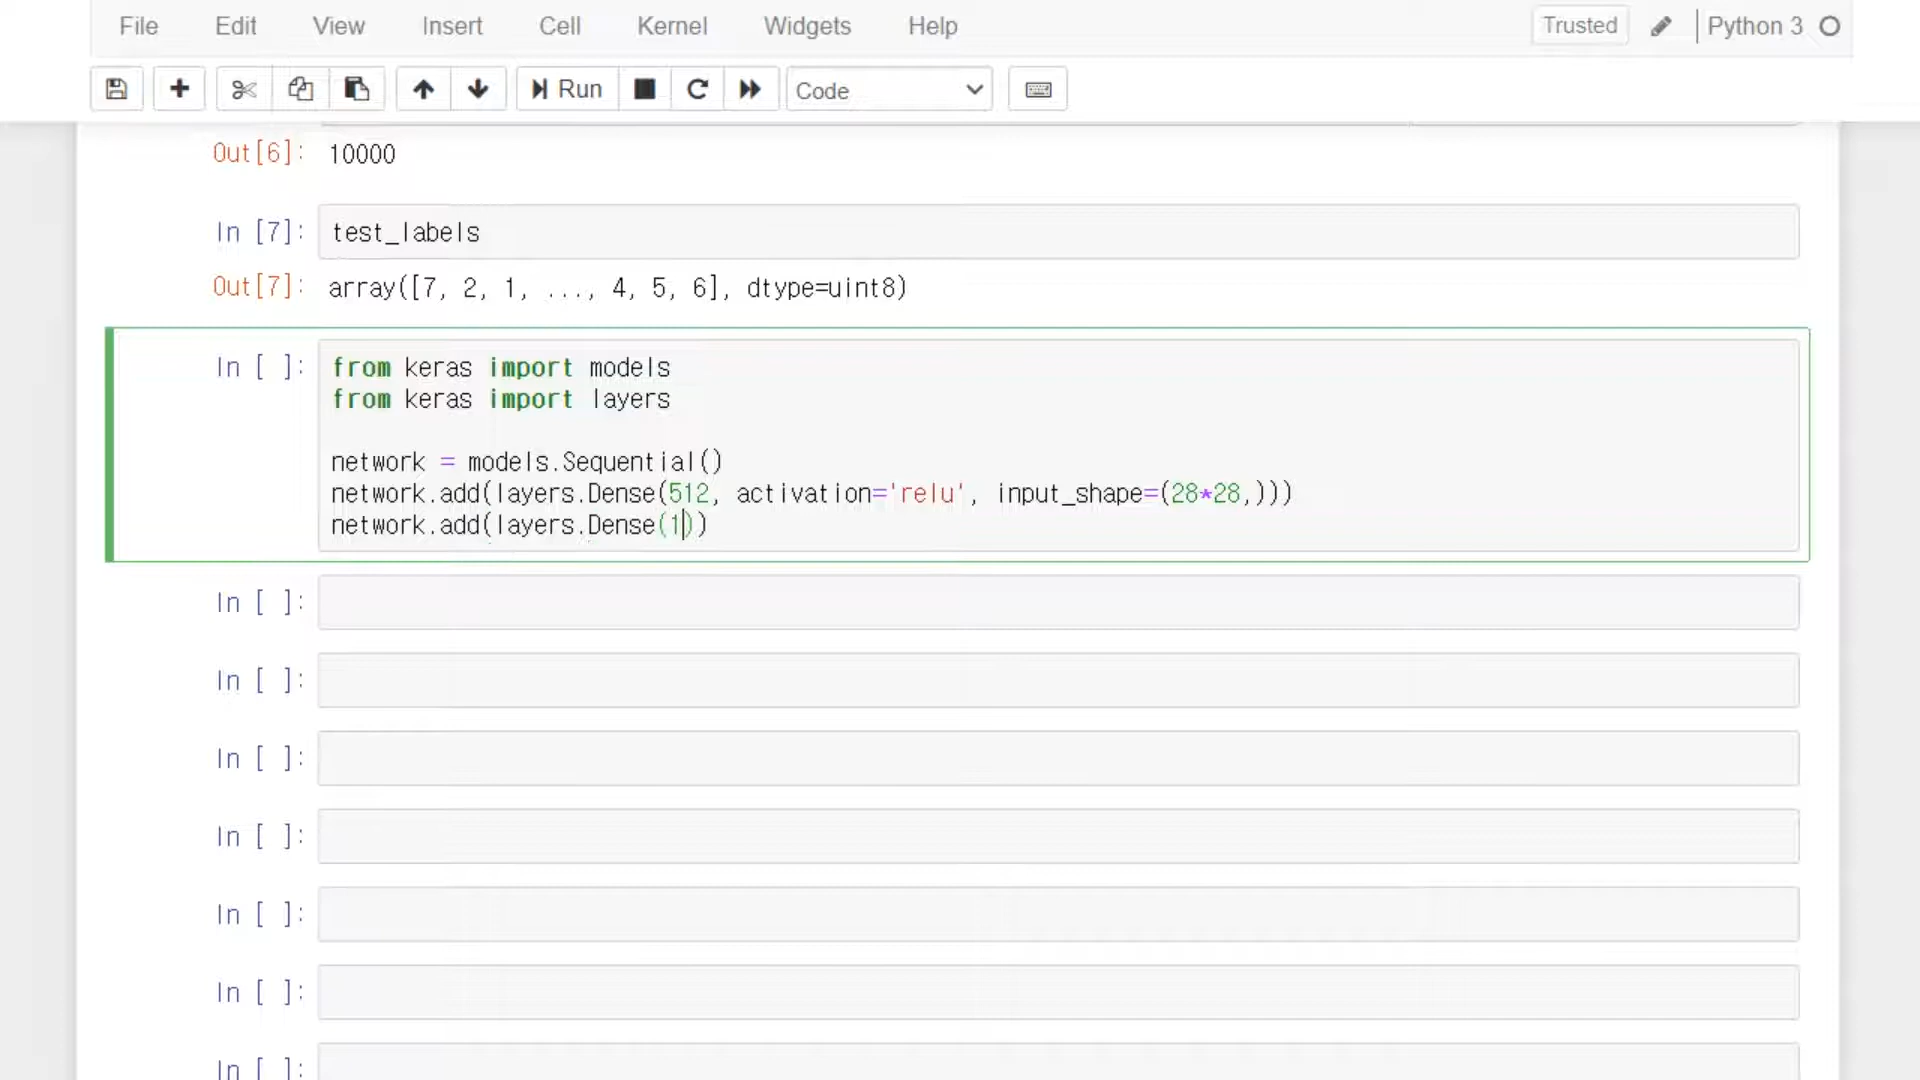 File Edit View Insert Cell Kernel Widgets Help Trusted Python 3
Run Code
Out[6]: 10000
In [7]: test_labels
Out[7]: array([7, 2, 1, ..., 4, 5, 6], dtype=uint8)
In [ ]: from keras import models
from keras import layers
network = models.Sequential()
network.add(layers.Dense(512, activation='relu', input_shape=(28*28,)))
network.add(layers.Dense(1))
In [ ]:
In [ ]:
In [ ]:
In [ ]:
In [ ]:
In [ ]:
In [ ]: